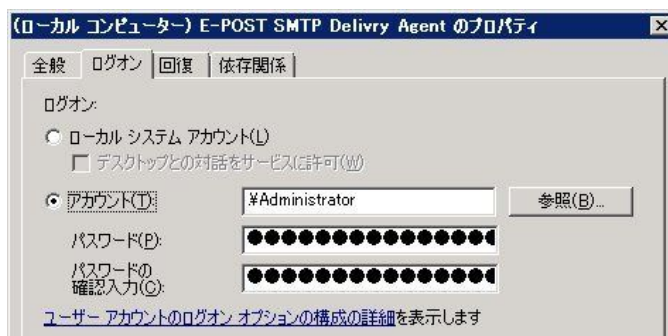 (ローカル コンピューター) E-POST SMTP Delivry Agent のプロパティ
全般 ログオン 回復 依存関係
ログオン:
ローカル システム アカウント(L)
デスクトップとの対話をサービスに許可(W)
アカウント(T): .¥Administrator 参照(B)...
パスワード(P): ●●●●●●●●●●●●●●●
パスワードの
確認入力(C): ●●●●●●●●●●●●●●●
ユーザー アカウントのログオン オプションの構成の詳細を表示します